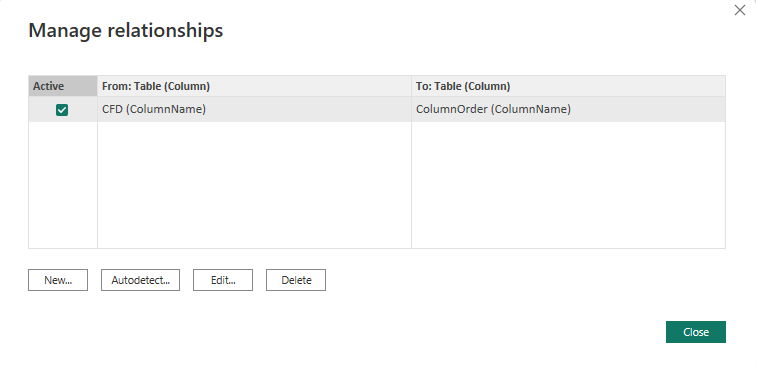 Manage relationships
Active From: Table (Column) To: Table (Column)
CFD (ColumnName) ColumnOrder (ColumnName)
New... Autodetect... Edit... Delete
Close